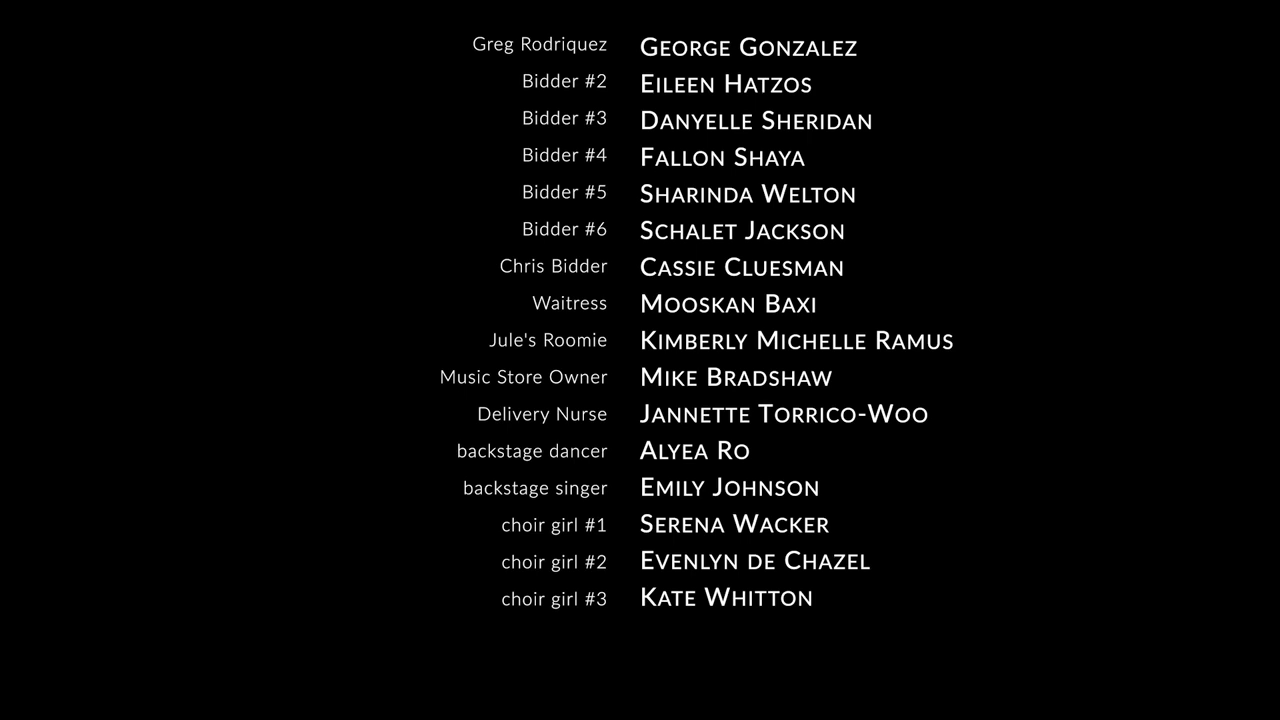 Greg Rodriquez GEORGE GONZALEZ
Bidder #2 EILEEN HATZOS
Bidder #3 DANYELLE SHERIDAN
Bidder #4 FALLON SHAYA
Bidder #5 SHARINDA WELTON
Bidder #6 SCHALET JACKSON
Chris Bidder CASSIE CLUESMAN
Waitress MOOSKAN BAXI
Jule's Roomie KIMBERLY MICHELLE RAMUS
Music Store Owner MIKE BRADSHAW
Delivery Nurse JANNETTE TORRICO-WOO
backstage dancer ALYEA RO
backstage singer EMILY JOHNSON
choir girl #1 SERENA WACKER
choir girl #2 EVENLYN DE CHAZEL
choir girl #3 KATE WHITTON